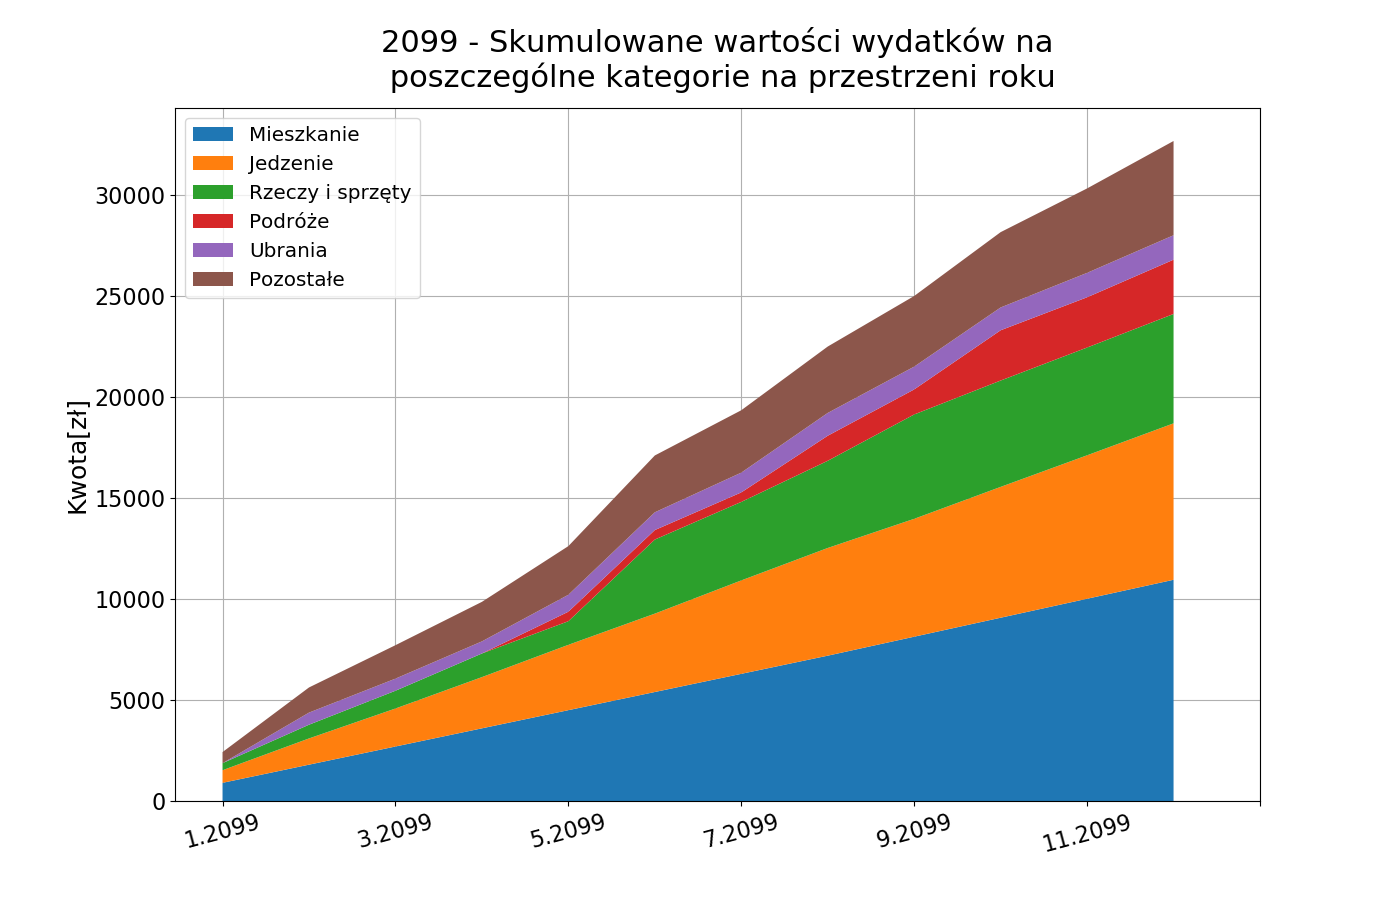 2099 - Skumulowane wartości wydatków na
poszczególne kategorie na przestrzeni roku
Mieszkanie
Jedzenie
Rzeczy i sprzęty
Podróże
Ubrania
Pozostałe
Kwota[zł]
30000
25000
20000
15000
10000
5000
0
1.2099
3.2099
5.2099
7.2099
9.2099
11.2099